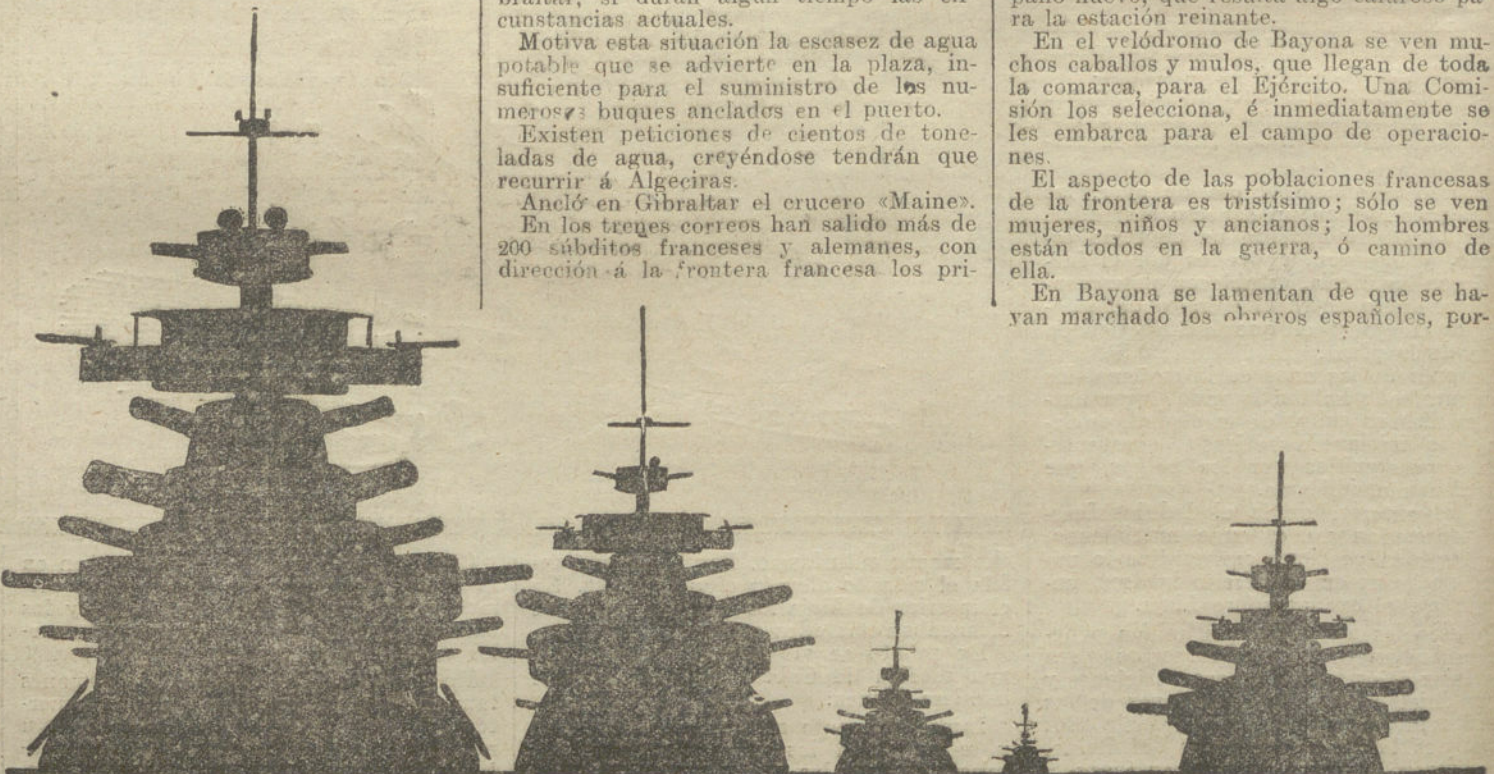 cunstancias actuales.
Motiva esta situación la escasez de agua
potable que se advierte en la plaza, in-
suficiente para el suministro de los nu-
merosos buques anclados en el puerto.
Existen peticiones de cientos de tone-
ladas de agua, creyéndose tendrán que
recurrir á Algeciras.
Ancló en Gibraltar el crucero «Maine».
En los trenes correos han salido más de
200 súbditos franceses y alemanes, con
dirección á la frontera francesa los pri-
ra la estación reinante.
En el velódromo de Bayona se ven mu-
chos caballos y mulos, que llegan de toda
la comarca, para el Ejército. Una Comi-
sión los selecciona, é inmediatamente se
les embarca para el campo de operacio-
nes.
El aspecto de las poblaciones francesas
de la frontera es tristísimo; sólo se ven
mujeres, niños y ancianos; los hombres
están todos en la guerra, ó camino de
ella.
En Bayona se lamentan de que se ha-
yan marchado los obreros españoles, por-